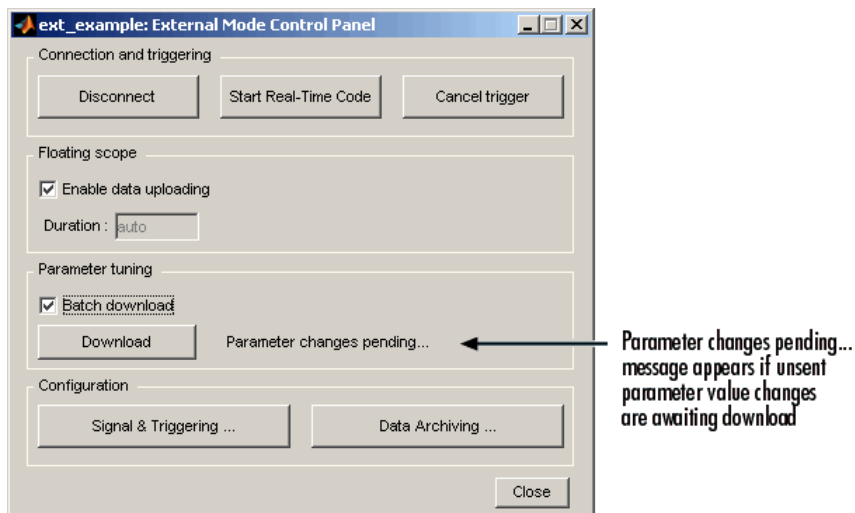 ext_example: External Mode Control Panel
Connection and triggering
Disconnect
Start Real-Time Code
Cancel trigger
Floating scope
Enable data uploading
Duration : auto
Parameter tuning
Batch download
Download
Parameter changes pending...
Parameter changes pending...
message appears if unsent
parameter value changes
are awaiting download
Configuration
Signal & Triggering ...
Data Archiving ...
Close